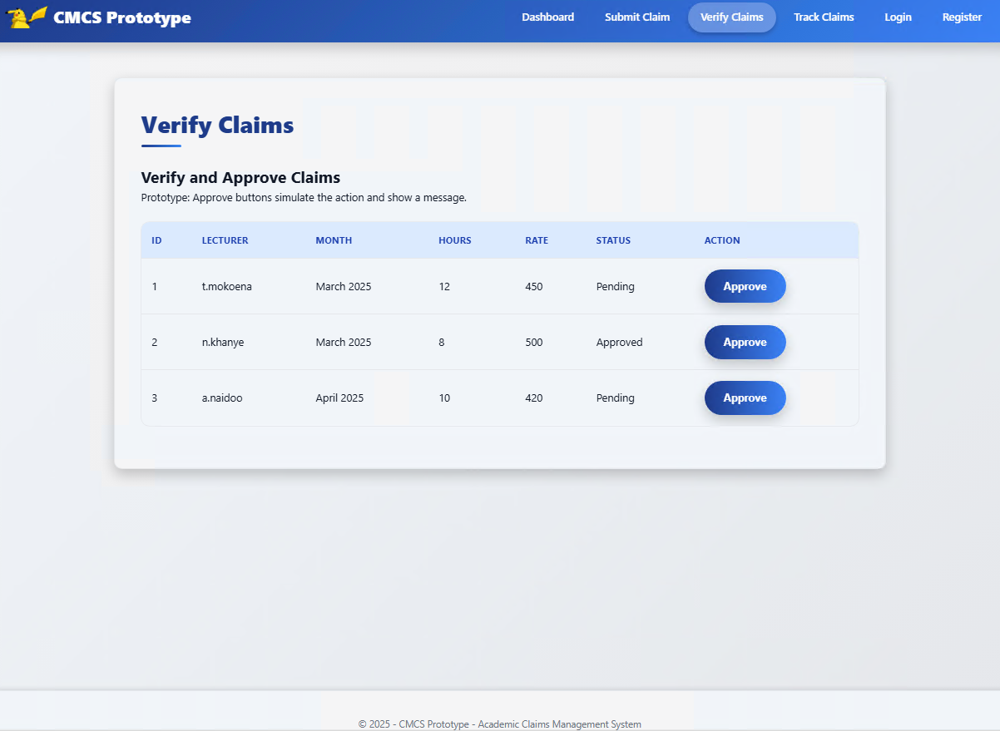 CMCS Prototype Dashboard Submit Claim Verify Claims Track Claims Login Register
Verify Claims
Verify and Approve Claims
Prototype: Approve buttons simulate the action and show a message.
ID LECTURER MONTH HOURS RATE STATUS ACTION
1 t.mokoena March 2025 12 450 Pending Approve
2 n.khanye March 2025 8 500 Approved Approve
3 a.naidoo April 2025 10 420 Pending Approve
© 2025 - CMCS Prototype - Academic Claims Management System